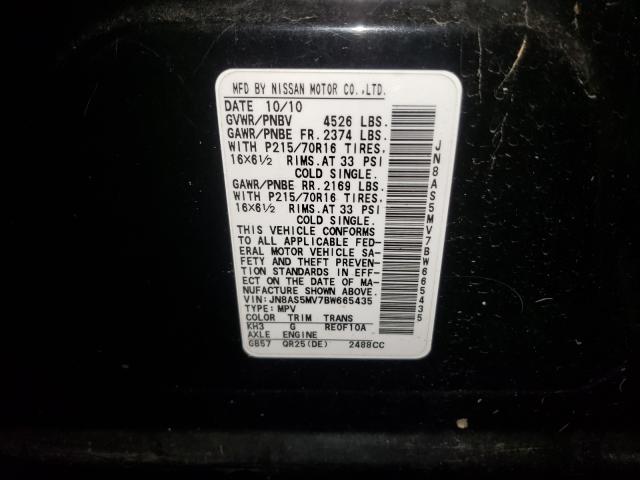 MFD BY NISSAN MOTOR CO.,LTD.
DATE 10/10
GVWR/PNBV 4526 LBS.
GAWR/PNBE FR. 2374 LBS.
WITH P215/70R16 TIRES.
16X6½ RIMS. AT 33 PSI
COLD SINGLE.
GAWR/PNBE RR. 2169 LBS.
WITH P215/70R16 TIRES.
16X6½ RIMS. AT 33 PSI
COLD SINGLE.
THIS VEHICLE CONFORMS
TO ALL APPLICABLE FED-
ERAL MOTOR VEHICLE SA-
FETY AND THEFT PREVEN-
TION STANDARDS IN EFF-
ECT ON THE DATE OF MA-
NUFACTURE SHOWN ABOVE.
VIN: JN8AS5MV7BW665435
TYPE: MPV
COLOR TRIM TRANS
KH3 G RE0F10A
AXLE ENGINE
GB57 QR25(DE) 2488CC
JN8AS5MV7BW665435